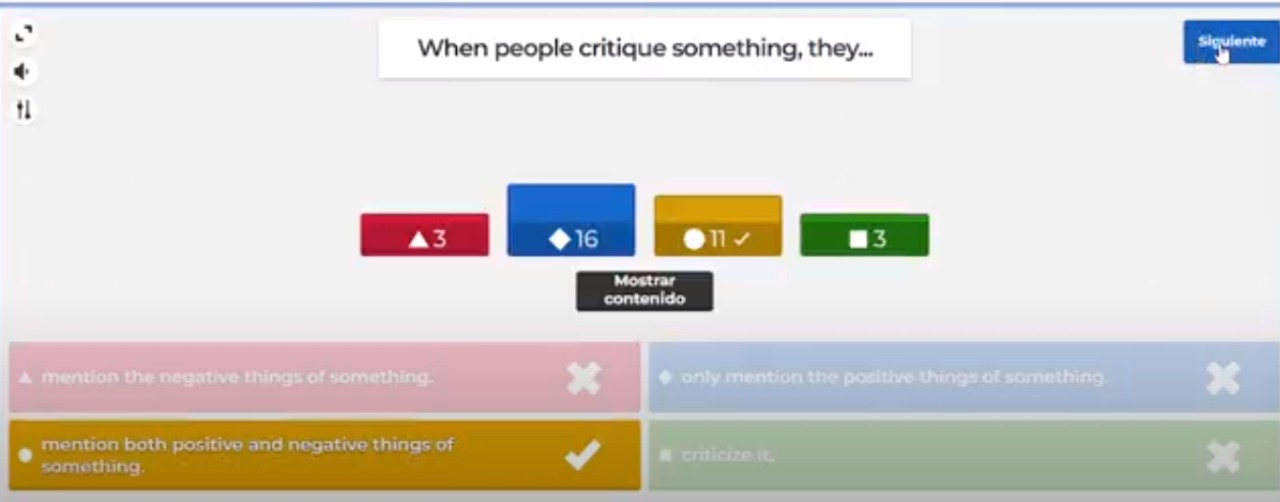 When people critique something, they...
Siguiente
3
16
11
3
Mostrar
contenido
mention the negative things of something.
only mention the positive things of something.
mention both positive and negative things of
something.
criticize it.